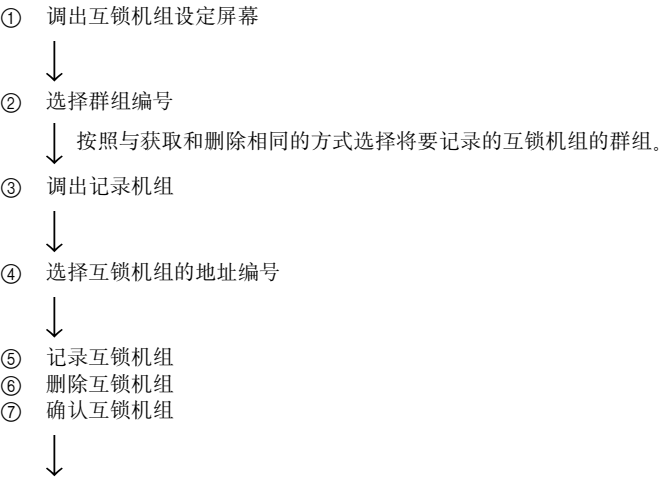 ① 调出互锁机组设定屏幕
② 选择群组编号
按照与获取和删除相同的方式选择将要记录的互锁机组的群组。
③ 调出记录机组
④ 选择互锁机组的地址编号
⑤ 记录互锁机组
⑥ 删除互锁机组
⑦ 确认互锁机组